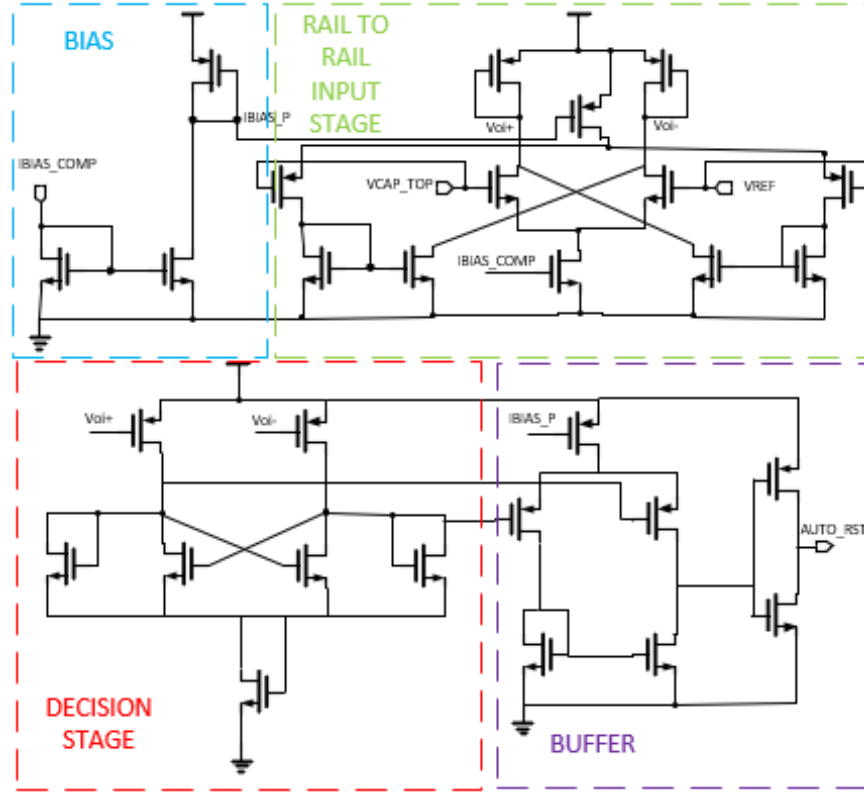 BIAS
RAIL TO
RAIL
INPUT
STAGE
IBIAS_P
Voi+
Voi-
IBIAS_COMP
VCAP_TOP
VREF
IBIAS_COMP
Voi+
Voi-
IBIAS_P
AUTO_RST
DECISION
STAGE
BUFFER